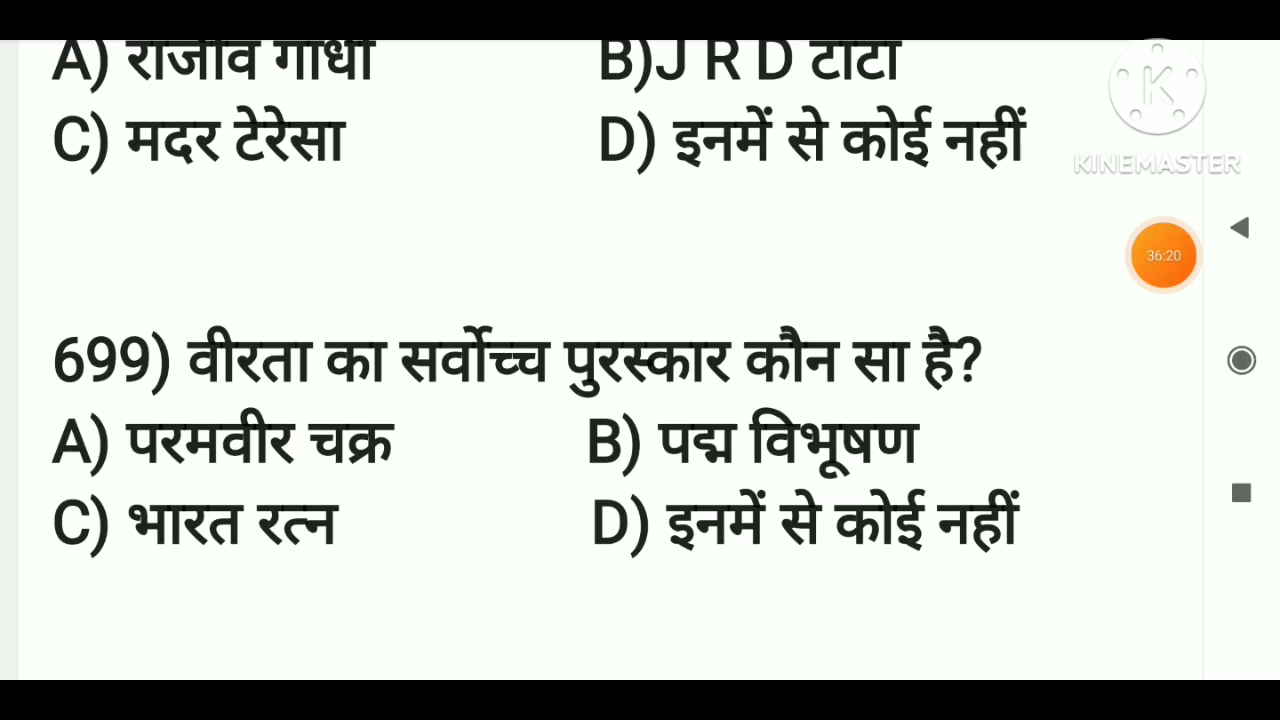 A) राजीव गांधी B)J R D टाटा
C) मदर टेरेसा D) इनमें से कोई नहीं
KINEMASTER
36:20
699) वीरता का सर्वोच्च पुरस्कार कौन सा है?
A) परमवीर चक्र B) पद्म विभूषण
C) भारत रत्न D) इनमें से कोई नहीं